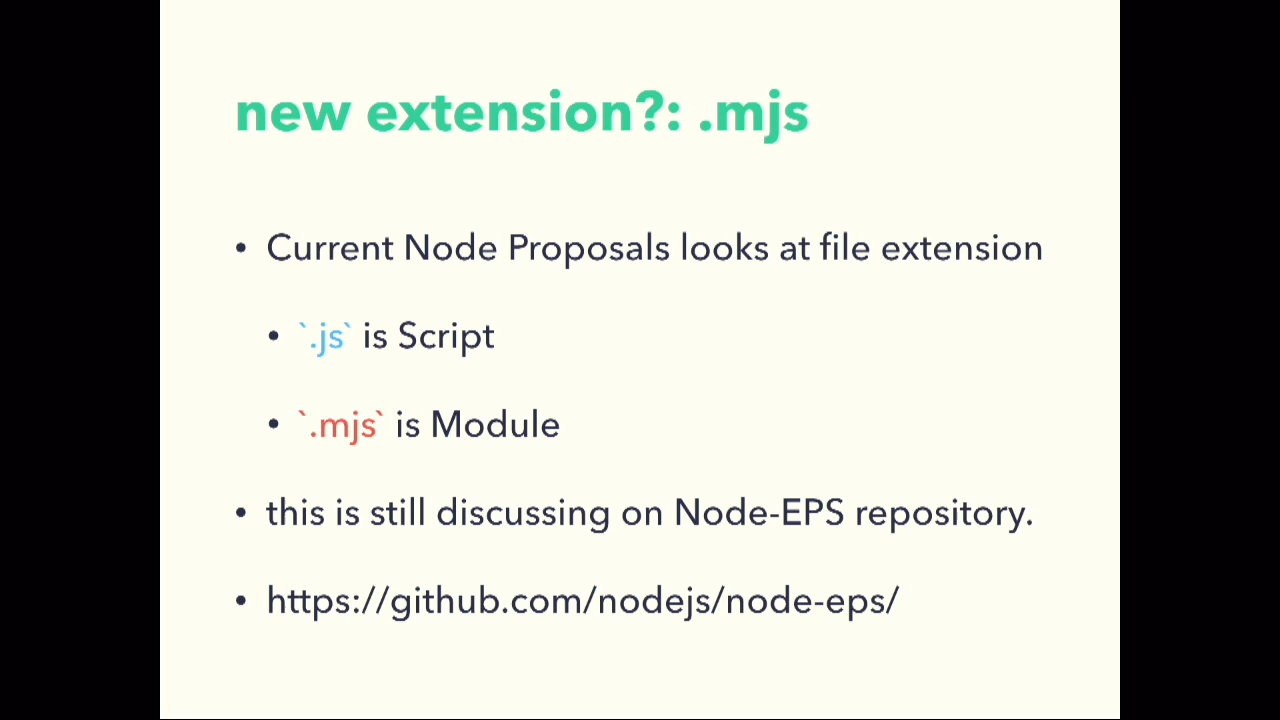 new extension?: .mjs
• Current Node Proposals looks at file extension
• `.js` is Script
• `.mjs` is Module
• this is still discussing on Node-EPS repository.
• https://github.com/nodejs/node-eps/